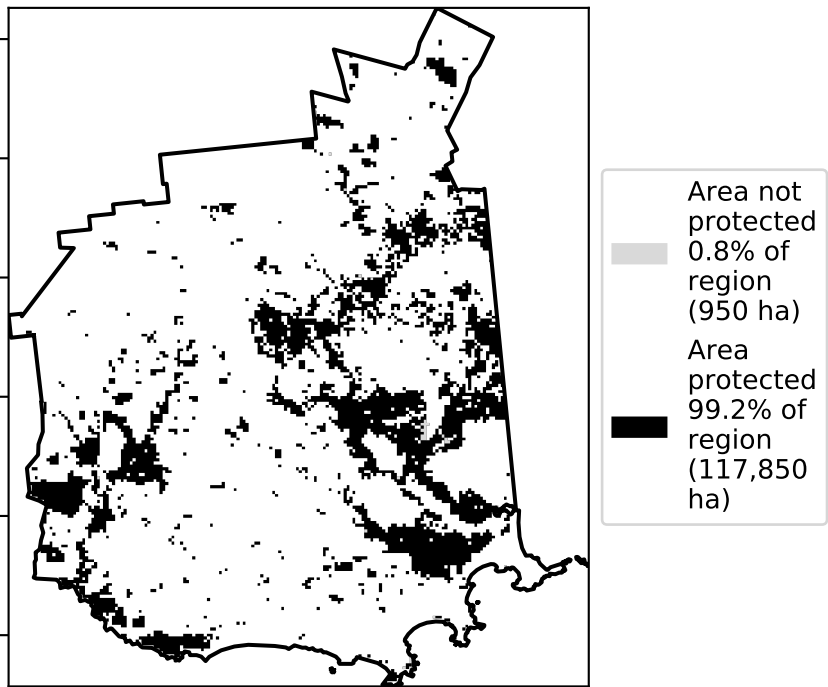 Area not
protected
0.8% of
region
(950 ha)
Area
protected
99.2% of
region
(117,850
ha)